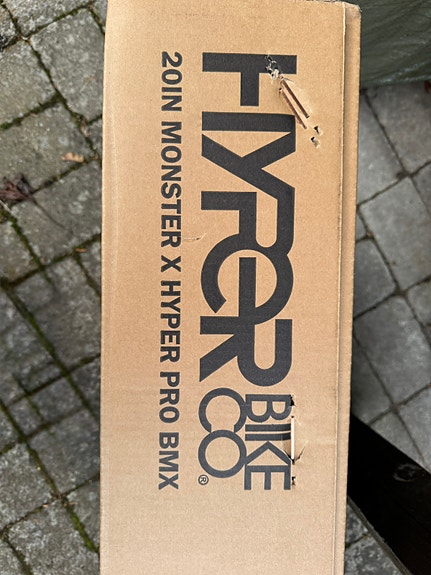 HYPER BIKE CO®
20IN MONSTER X HYPER PRO BMX